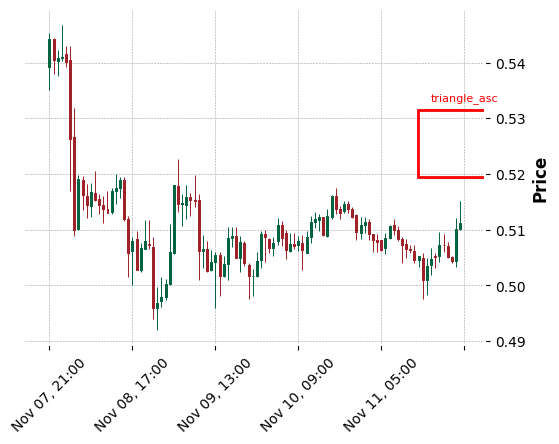 triangle_asc
0.54
0.53
0.52
0.51
0.50
0.49
Price
Nov 07, 21:00
Nov 08, 17:00
Nov 09, 13:00
Nov 10, 09:00
Nov 11, 05:00